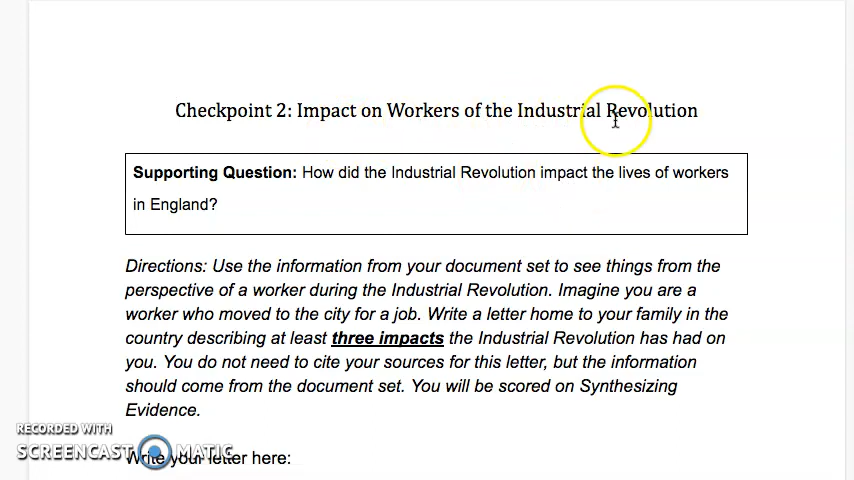 Checkpoint 2: Impact on Workers of the Industrial Revolution
Supporting Question: How did the Industrial Revolution impact the lives of workers
in England?
Directions: Use the information from your document set to see things from the
perspective of a worker during the Industrial Revolution. Imagine you are a
worker who moved to the city for a job. Write a letter home to your family in the
country describing at least three impacts the Industrial Revolution has had on
you. You do not need to cite your sources for this letter, but the information
should come from the document set. You will be scored on Synthesizing
Evidence.
RECORDED WITH
SCREENCAST MATIC
Write your letter here: